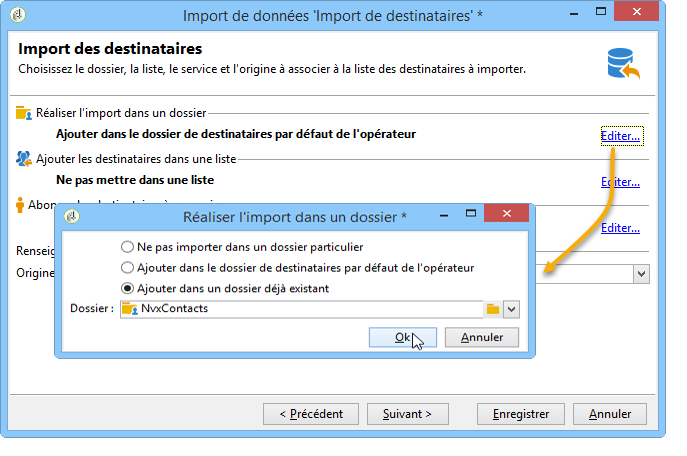 Import de données 'Import de destinataires' *
Import des destinataires
Choisissez le dossier, la liste, le service et l'origine à associer à la liste des destinataires à importer.
Réaliser l'import dans un dossier
Ajouter dans le dossier de destinataires par défaut de l'opérateur
Editer...
Ajouter les destinataires dans une liste
Ne pas mettre dans une liste
Editer...
Editer...
Origine
Réaliser l'import dans un dossier *
Ne pas importer dans un dossier particulier
Ajouter dans le dossier de destinataires par défaut de l'opérateur
Ajouter dans un dossier déjà existant
Dossier : NvxContacts
Ok Annuler
< Précédent Suivant > Enregistrer Annuler